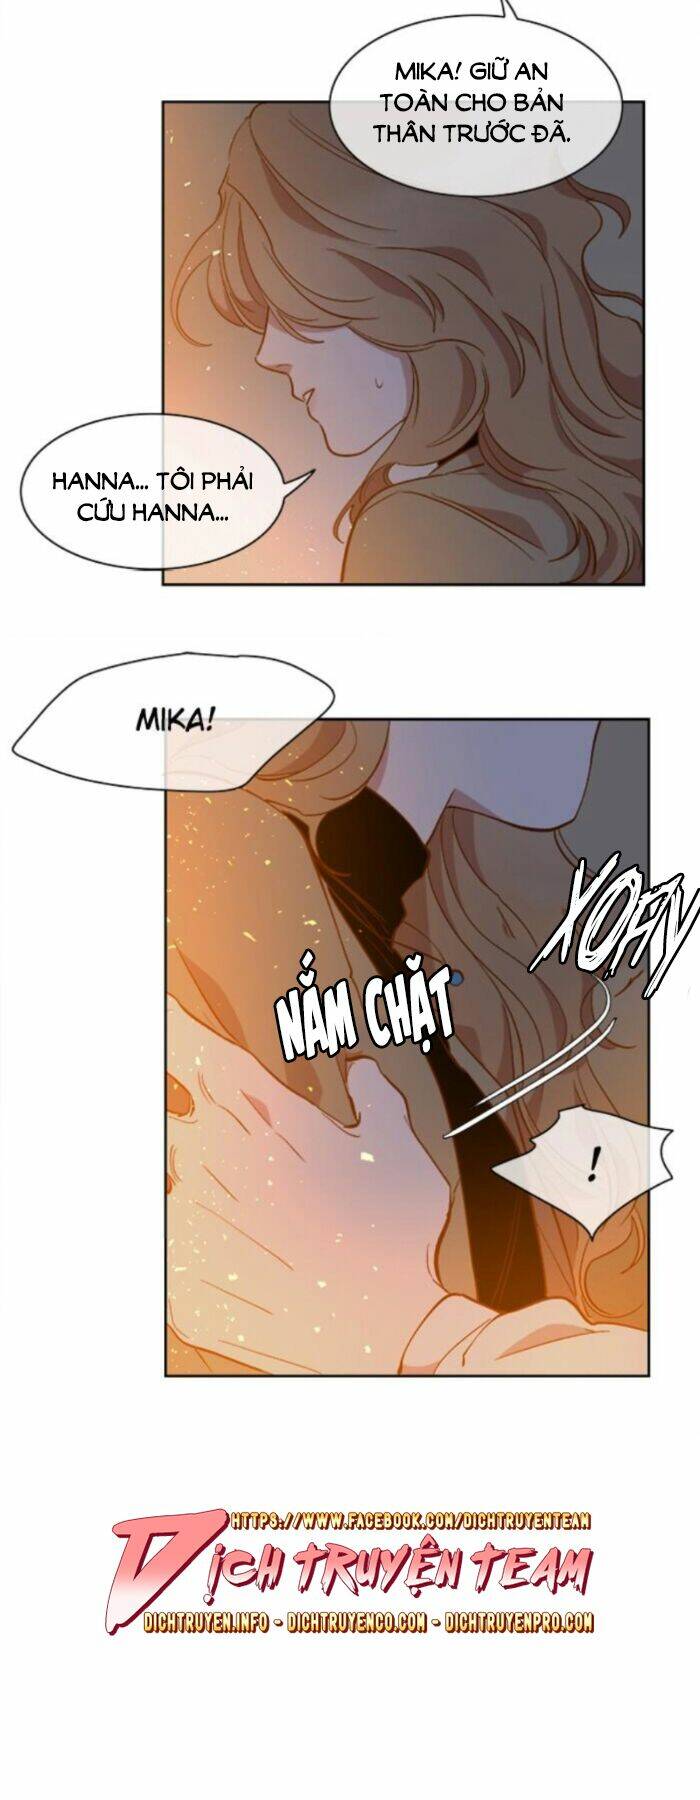 MIKA! GIỮ AN
TOÀN CHO BẢN
THÂN TRƯỚC ĐÃ.
HANNA... TÔI PHẢI
CỨU HANNA...
MIKA!
XOAY
NẮM CHẶT
!
HTTPS://WWW.FACEBOOK.COM/DICHTRUYENTEAM
DỊCH TRUYỆN TEAM
DICHTRUYEN.INFO - DICHTRUYENCO.COM - DICHTRUYENPRO.COM